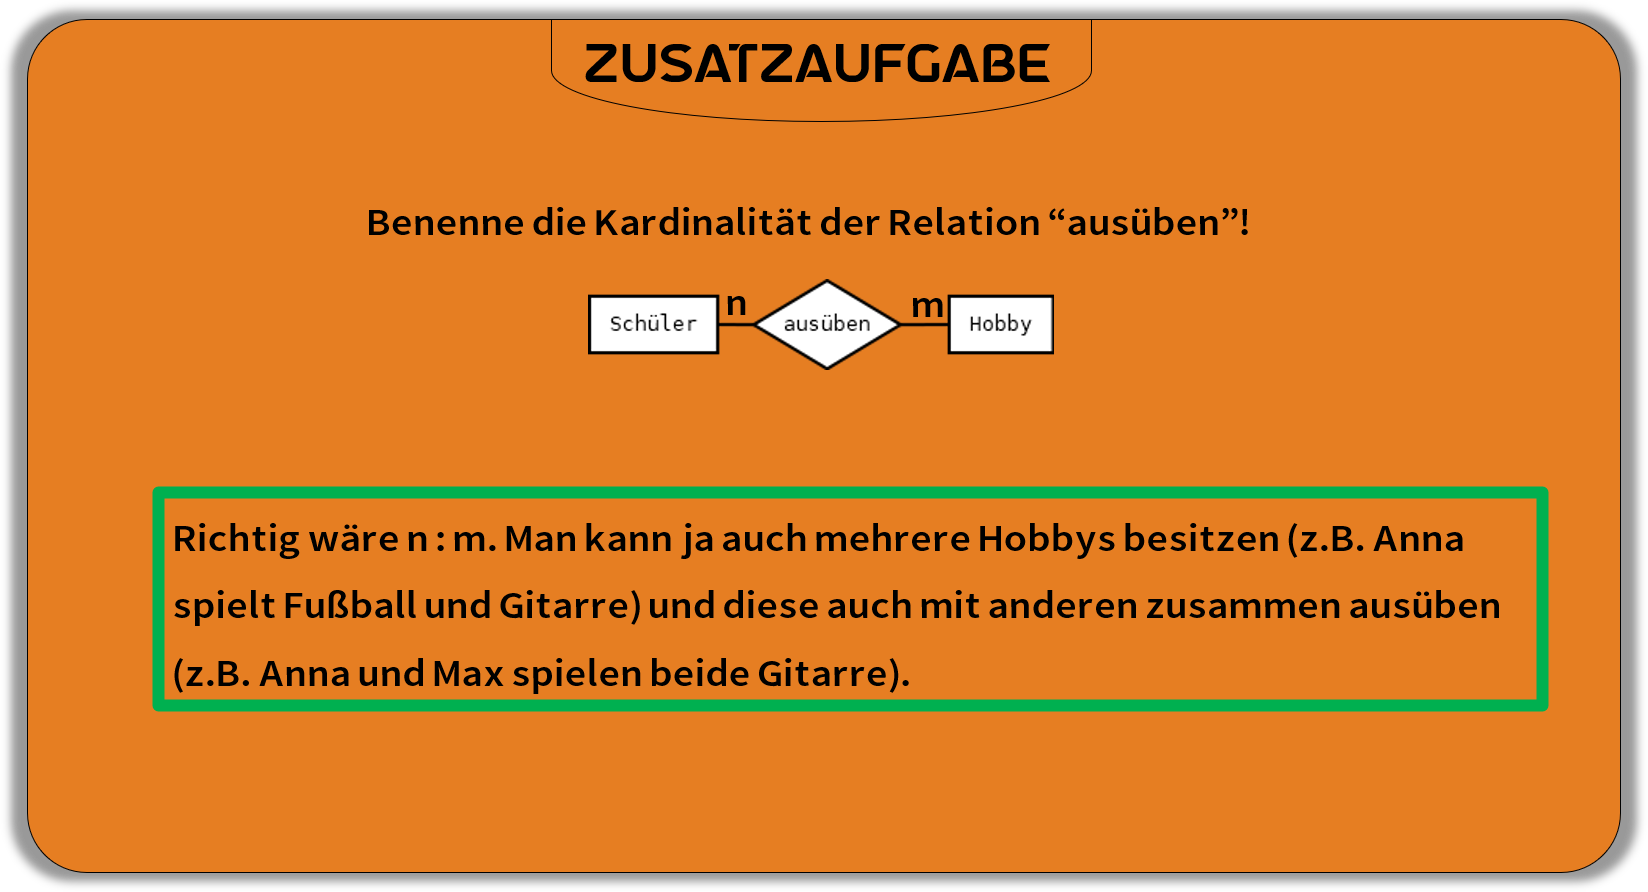 ZUSATZAUFGABE
Benenne die Kardinalität der Relation “ausüben”!
n m
Schüler ausüben Hobby
Richtig wäre n : m. Man kann ja auch mehrere Hobbys besitzen (z.B. Anna
spielt Fußball und Gitarre) und diese auch mit anderen zusammen ausüben
(z.B. Anna und Max spielen beide Gitarre).